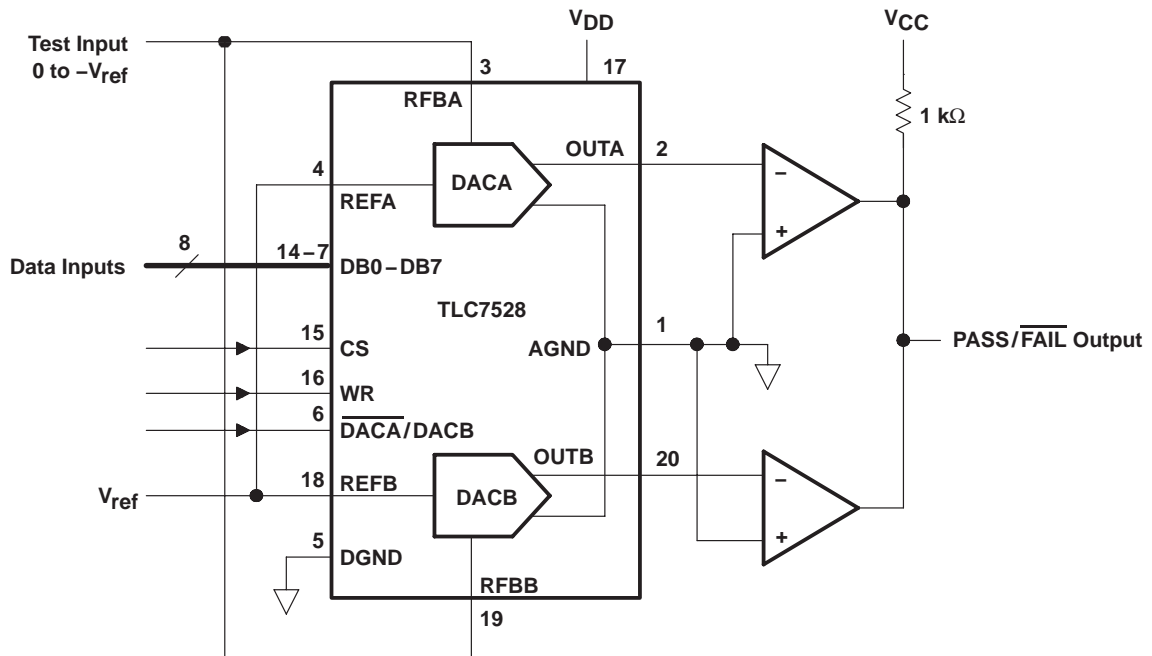 VDD
VCC
Test Input
0 to –Vref
3
17
RFBA
1 kΩ
OUTA
2
4
DACA
–
REFA
+
8
14–7
Data Inputs
DB0–DB7
TLC7528
15
1
CS
AGND
PASS/FAIL Output
16
WR
6
DACA/DACB
OUTB
20
18
REFB
Vref
DACB
–
5
+
DGND
RFBB
19